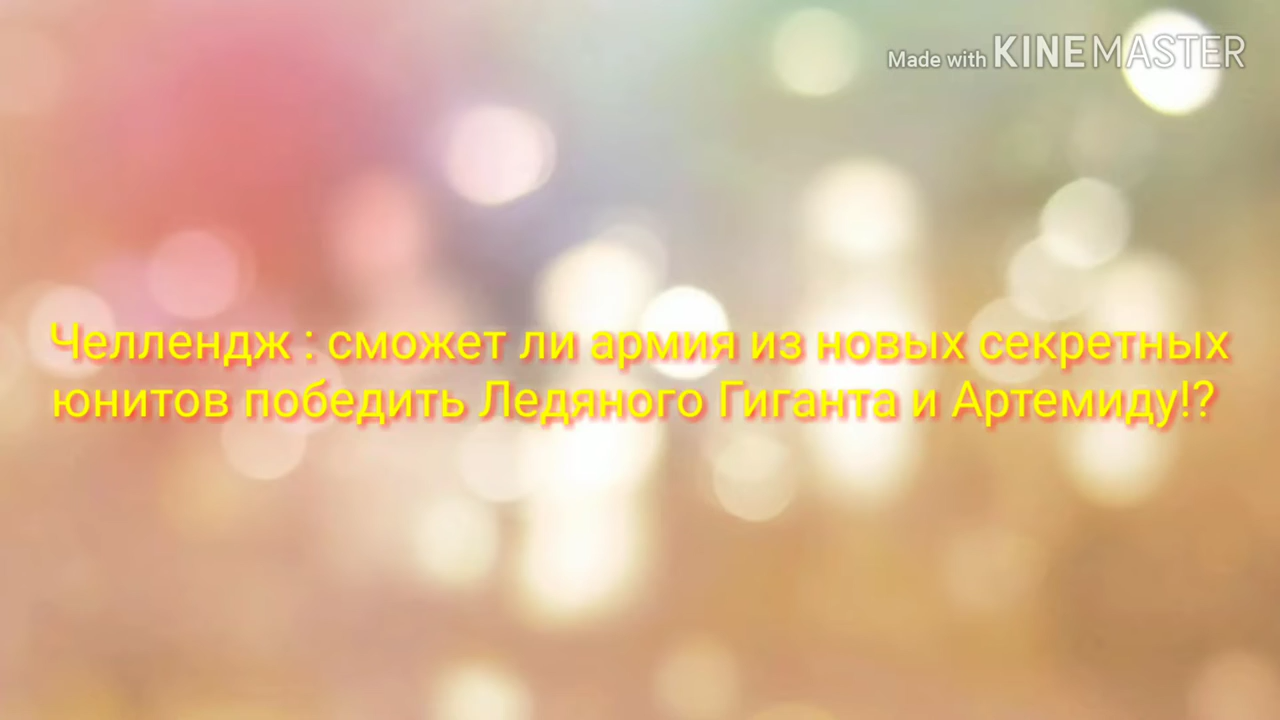 Made with KINEMASTER
Челлендж : сможет ли армия из новых секретных
юнитов победить Ледяного Гиганта и Артемиду!?